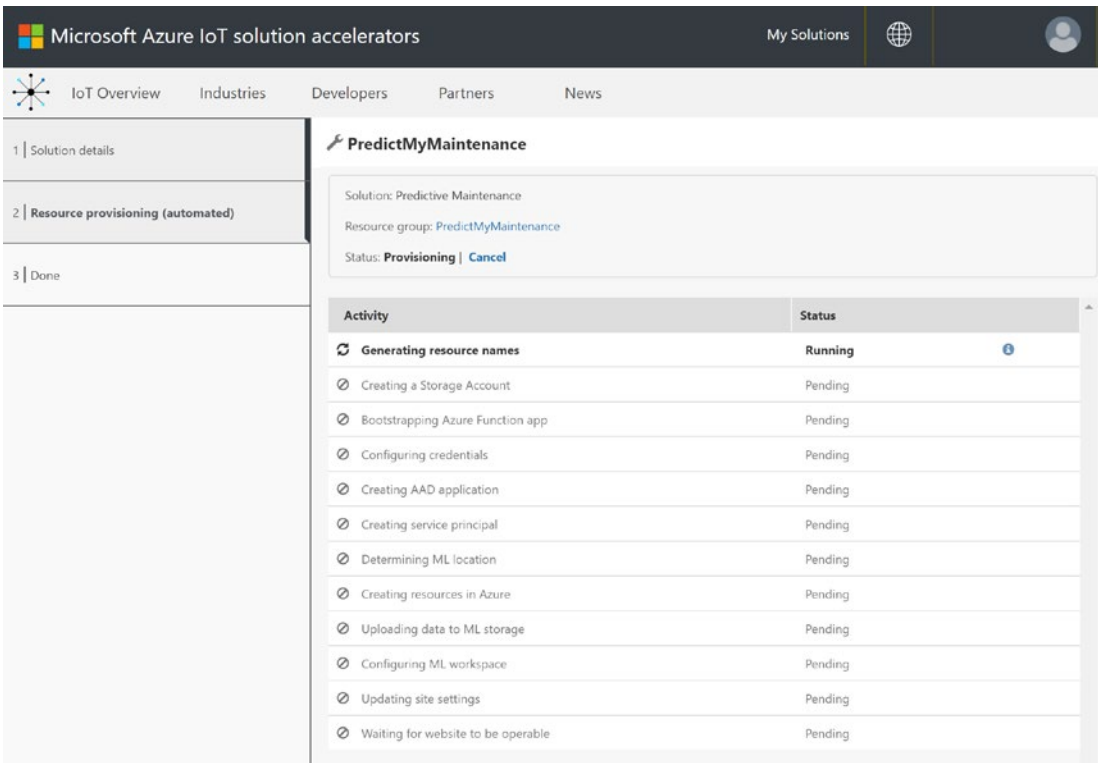 Microsoft Azure IoT solution accelerators
My Solutions
IoT Overview Industries Developers Partners News
1 | Solution details
2 | Resource provisioning (automated)
3 | Done
PredictMyMaintenance
Solution: Predictive Maintenance
Resource group: PredictMyMaintenance
Status: Provisioning | Cancel
Activity Status
Generating resource names Running
Creating a Storage Account Pending
Bootstrapping Azure Function app Pending
Configuring credentials Pending
Creating AAD application Pending
Creating service principal Pending
Determining ML location Pending
Creating resources in Azure Pending
Uploading data to ML storage Pending
Configuring ML workspace Pending
Updating site settings Pending
Waiting for website to be operable Pending